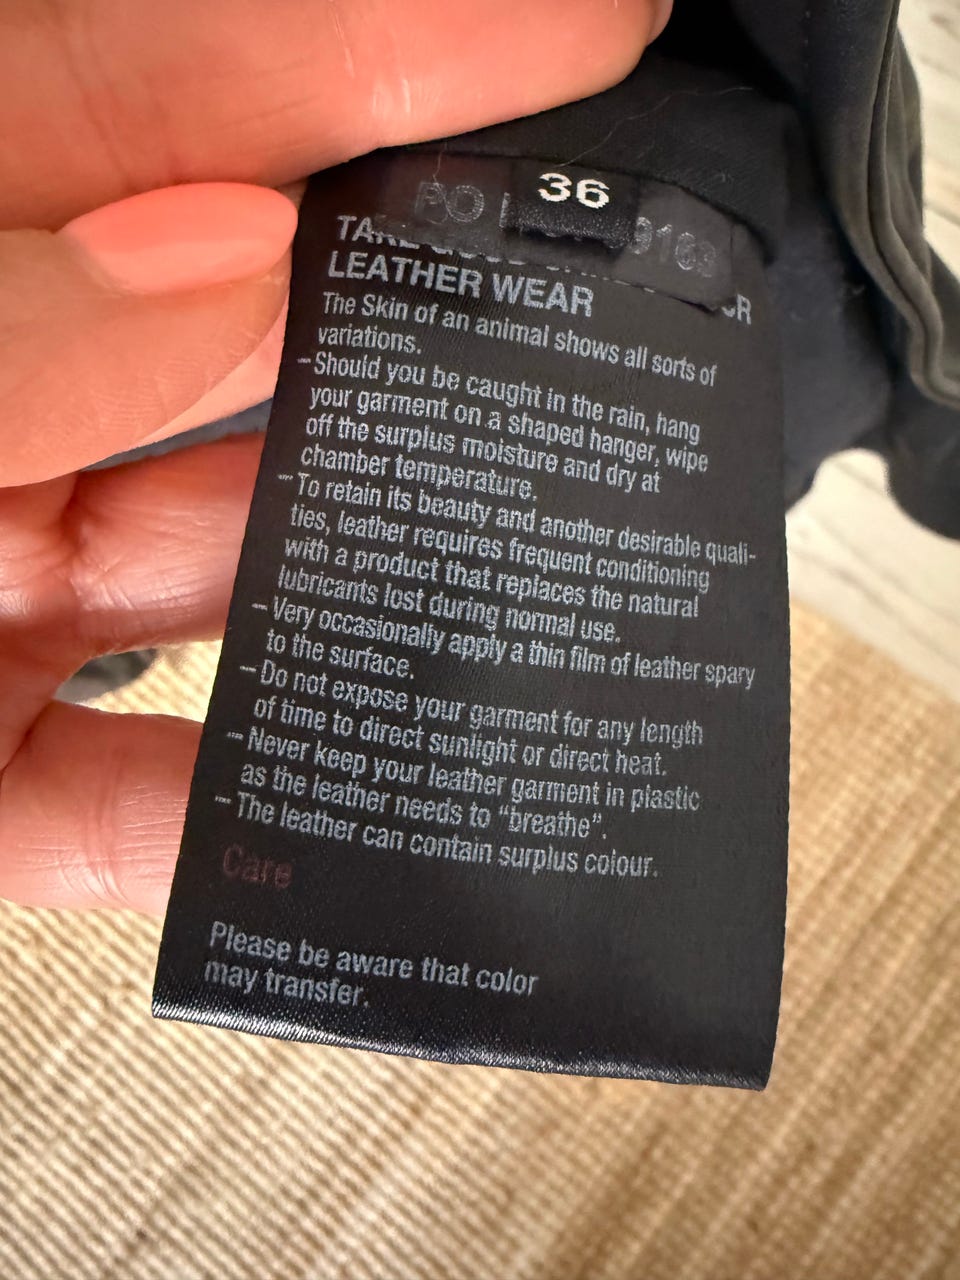 36
PO
LEATHER WEAR
The Skin of an animal shows all sorts of
variations.
– Should you be caught in the rain, hang
your garment on a shaped hanger, wipe
off the surplus moisture and dry at
chamber temperature.
– To retain its beauty and another desirable quali-
ties, leather requires frequent conditioning
with a product that replaces the natural
lubricants lost during normal use.
– Very occasionally apply a thin film of leather spary
to the surface.
– Do not expose your garment for any length
of time to direct sunlight or direct heat.
– Never keep your leather garment in plastic
as the leather needs to “breathe”.
– The leather can contain surplus colour.
Care
Please be aware that color
may transfer.